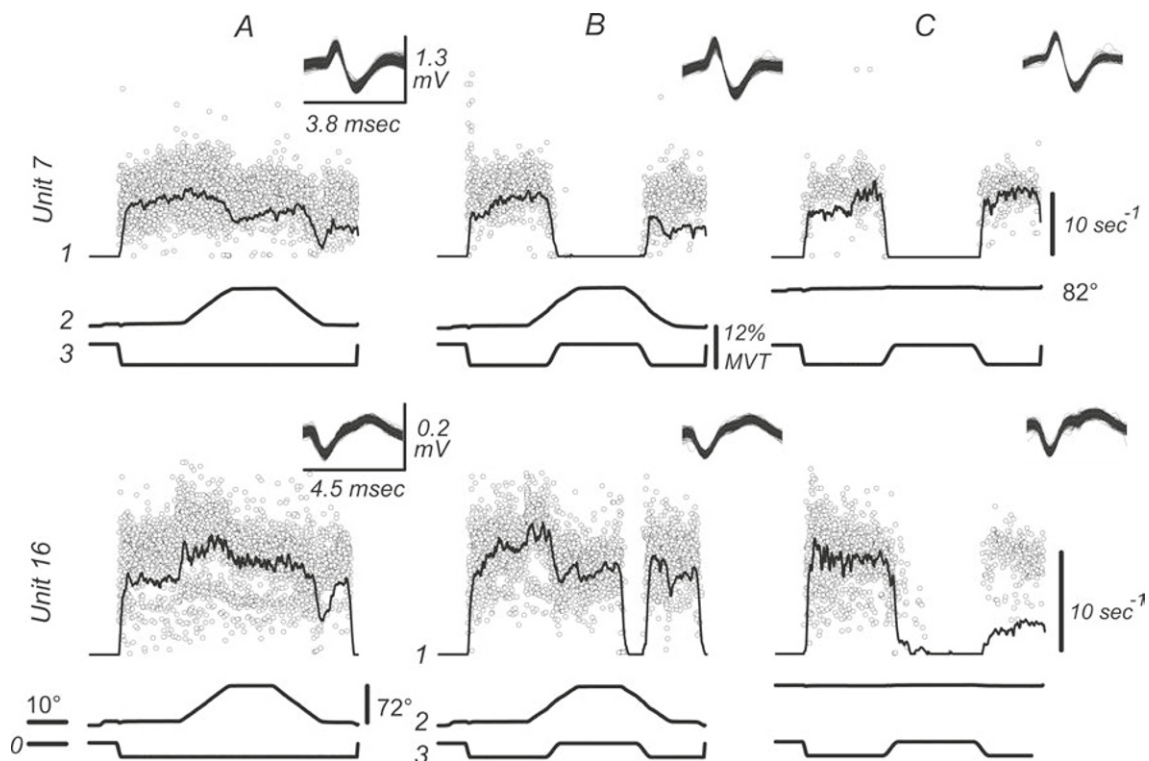 A B C
1.3 mV
3.8 msec
Unit 7
10 sec-1
1
82°
2
12% MVT
3
0.2 mV
4.5 msec
Unit 16
10 sec-1
1
10°
72°
2
0
3